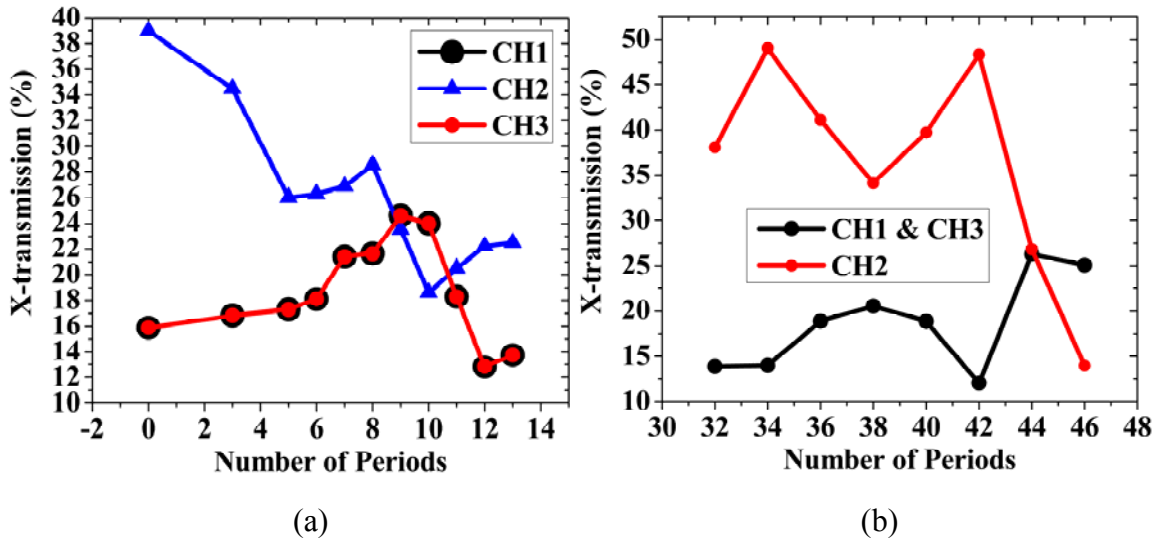 40
38
36
34
32
30
28
26
24
22
20
18
16
14
12
10
X-transmission (%)
CH1
CH2
CH3
-2 0 2 4 6 8 10 12 14
Number of Periods
(a)
50
45
40
35
30
25
20
15
10
X-transmission (%)
CH1 & CH3
CH2
30 32 34 36 38 40 42 44 46 48
Number of Periods
(b)